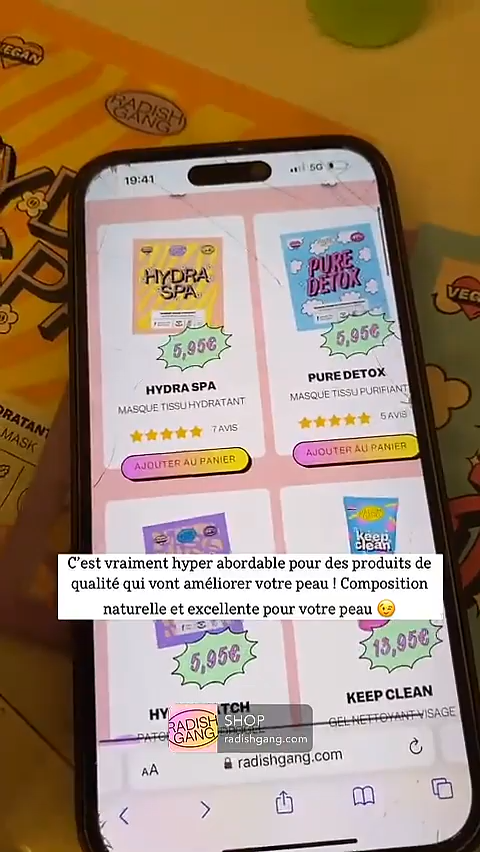 VEGAN
RADISH
GANG
19:41
5G
HYDRA
SPA
5,95€
HYDRA SPA
MASQUE TISSU HYDRATANT
7 AVIS
AJOUTER AU PANIER
PURE
DETOX
5,95€
PURE DETOX
MASQUE TISSU PURIFIANT
5 AVIS
AJOUTER AU PANIER
MASK
keep
clean
C'est vraiment hyper abordable pour des produits de
qualité qui vont améliorer votre peau ! Composition
naturelle et excellente pour votre peau 😉
5,95€
13,95€
KEEP CLEAN
GEL NETTOYANT VISAGE
RADISH
GANG
SHOP
radishgang.com
AA
radishgang.com